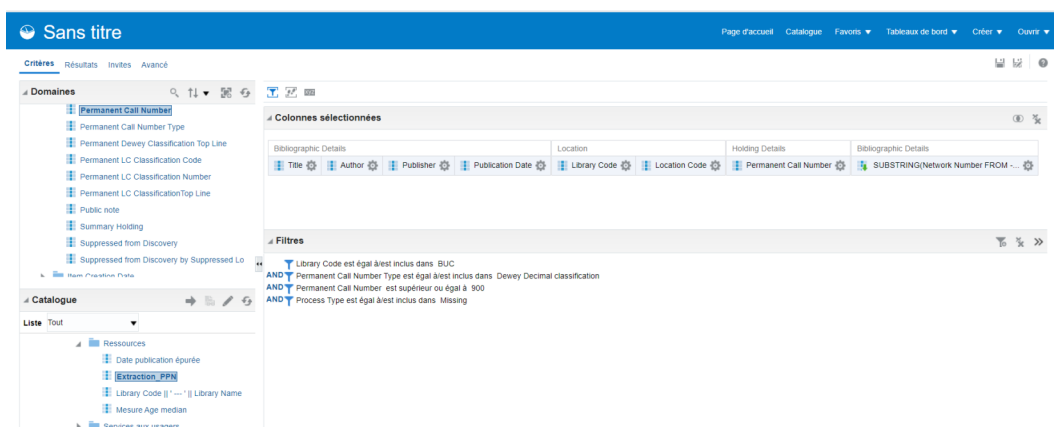 Sans titre
Page d'accueil Catalogue Favoris Tableaux de bord Créer Ouvrir
Critères Résultats Invites Avancé
Domaines
Permanent Call Number
Permanent Call Number Type
Permanent Dewey Classification Top Line
Permanent LC Classification Code
Permanent LC Classification Number
Permanent LC ClassificationTop Line
Public note
Summary Holding
Suppressed from Discovery
Suppressed from Discovery by Suppressed Lo
Item Creation Date
Catalogue
Liste Tout
Ressources
Date publication épurée
Extraction_PPN
Library Code || ' --- ' || Library Name
Mesure Age median
Services aux usagers
Colonnes sélectionnées
Bibliographic Details Location Holding Details Bibliographic Details
Title Author Publisher Publication Date Library Code Location Code Permanent Call Number SUBSTRING(Network Number FROM -...
Filtres
Library Code est égal à/est inclus dans BUC
AND Permanent Call Number Type est égal à/est inclus dans Dewey Decimal classification
AND Permanent Call Number est supérieur ou égal à 900
AND Process Type est égal à/est inclus dans Missing